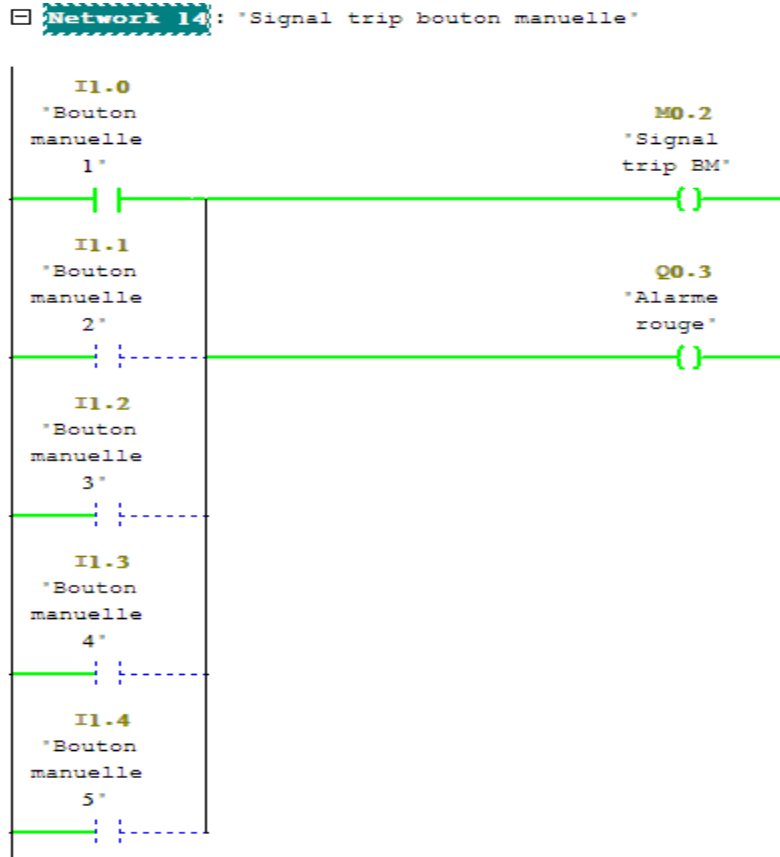 Network 14: "Signal trip bouton manuelle"
I1.0
"Bouton
manuelle
1"
M0.2
"Signal
trip BM"
I1.1
"Bouton
manuelle
2"
Q0.3
"Alarme
rouge"
I1.2
"Bouton
manuelle
3"
I1.3
"Bouton
manuelle
4"
I1.4
"Bouton
manuelle
5"